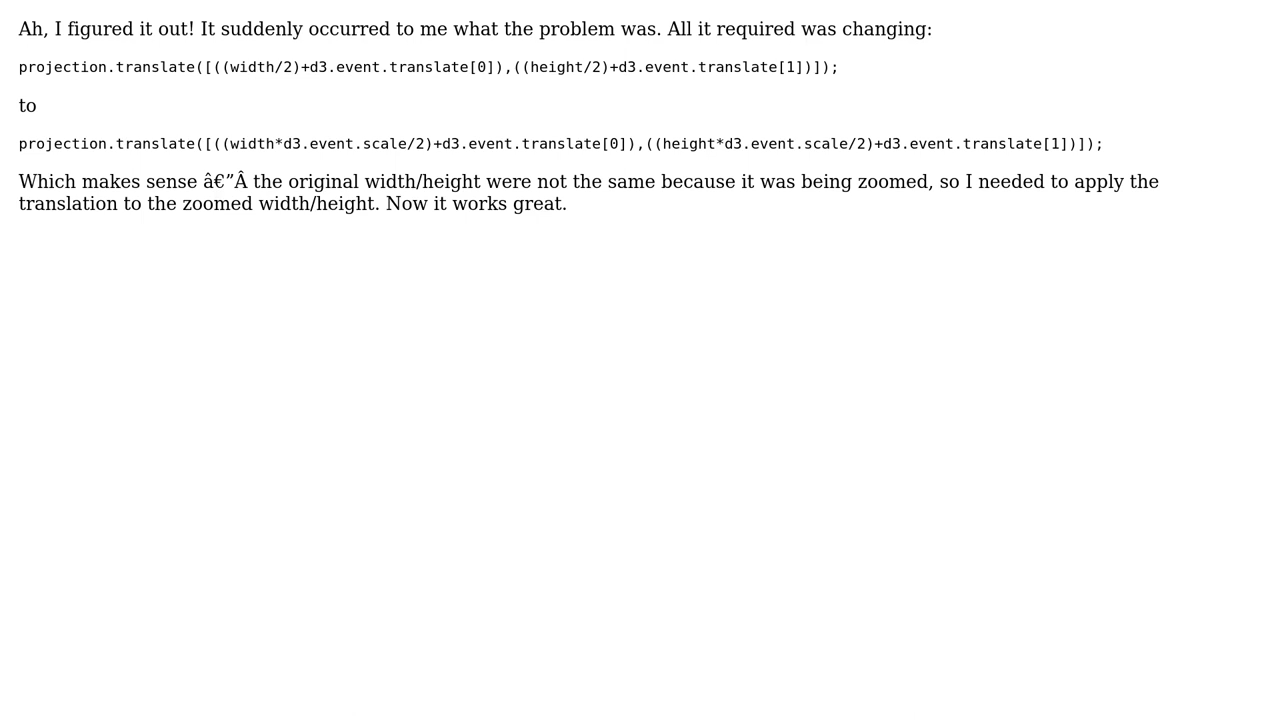 Ah, I figured it out! It suddenly occurred to me what the problem was. All it required was changing:
projection.translate([((width/2)+d3.event.translate[0]),((height/2)+d3.event.translate[1])]);
to
projection.translate([((width*d3.event.scale/2)+d3.event.translate[0]),((height*d3.event.scale/2)+d3.event.translate[1])]);
Which makes sense â€”Â the original width/height were not the same because it was being zoomed, so I needed to apply the
translation to the zoomed width/height. Now it works great.